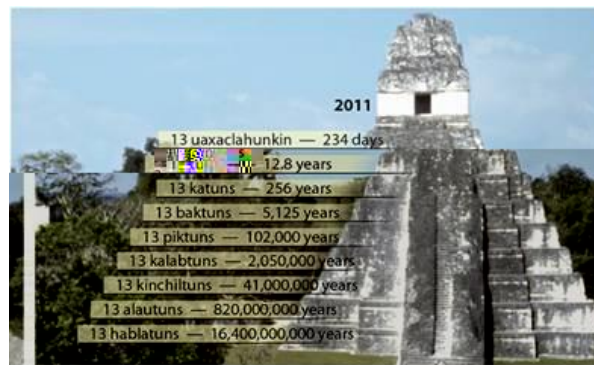 2011
13 uaxaclahunkin — 234 days
— 12.8 years
13 katuns — 256 years
13 baktuns — 5,125 years
13 piktuns — 102,000 years
13 kalabtuns — 2,050,000 years
13 kinchiltuns — 41,000,000 years
13 alautuns — 820,000,000 years
13 hablatuns — 16,400,000,000 years